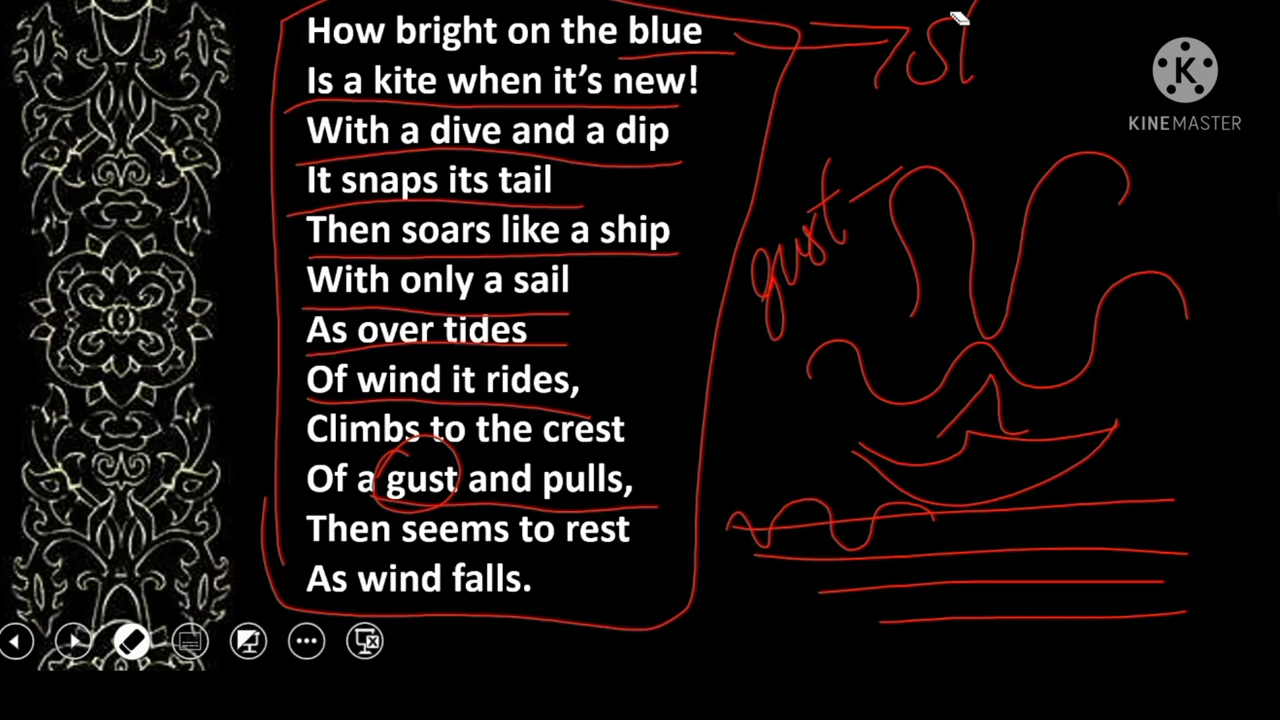 How bright on the blue
Is a kite when it’s new!
With a dive and a dip
It snaps its tail
Then soars like a ship
With only a sail
As over tides
Of wind it rides,
Climbs to the crest
Of a gust and pulls,
Then seems to rest
As wind falls.
gust
K
KINEMASTER